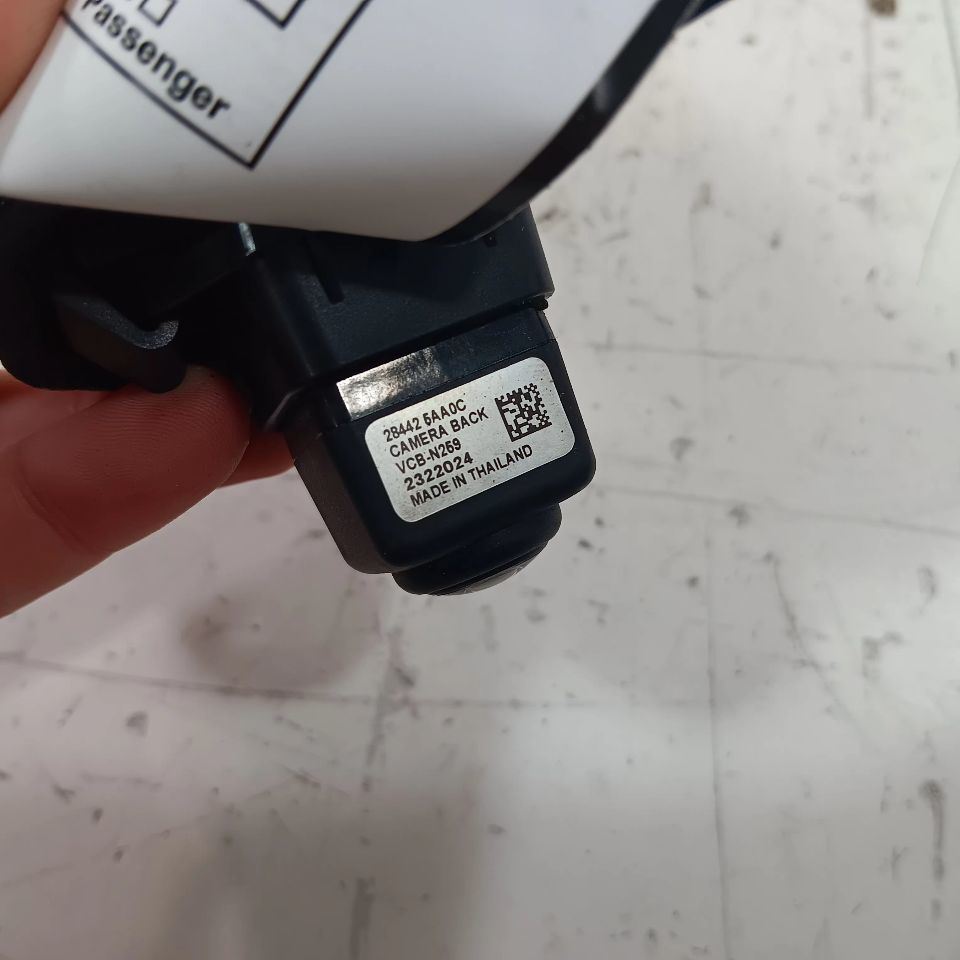 Passenger
28442 6AA0C
CAMERA BACK
VCB-N269
2322024
MADE IN THAILAND